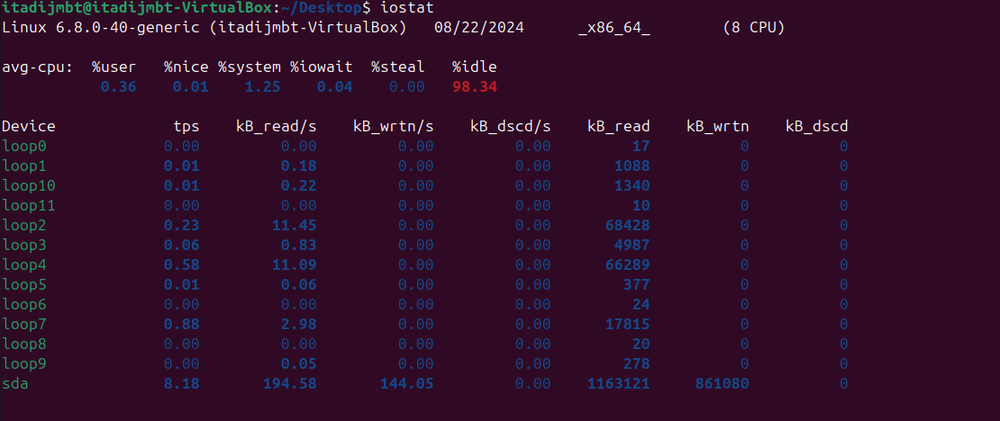 itadijmbt@itadijmbt-VirtualBox:~/Desktop$ iostat
Linux 6.8.0-40-generic (itadijmbt-VirtualBox) 08/22/2024 _x86_64_ (8 CPU)
avg-cpu: %user %nice %system %iowait %steal %idle
0.36 0.01 1.25 0.04 0.00 98.34
Device tps kB_read/s kB_wrtn/s kB_dscd/s kB_read kB_wrtn kB_dscd
loop0 0.00 0.00 0.00 0.00 17 0 0
loop1 0.01 0.18 0.00 0.00 1088 0 0
loop10 0.01 0.22 0.00 0.00 1340 0 0
loop11 0.00 0.00 0.00 0.00 10 0 0
loop2 0.23 11.45 0.00 0.00 68428 0 0
loop3 0.06 0.83 0.00 0.00 4987 0 0
loop4 0.58 11.09 0.00 0.00 66289 0 0
loop5 0.01 0.06 0.00 0.00 377 0 0
loop6 0.00 0.00 0.00 0.00 24 0 0
loop7 0.88 2.98 0.00 0.00 17815 0 0
loop8 0.00 0.00 0.00 0.00 20 0 0
loop9 0.00 0.05 0.00 0.00 278 0 0
sda 8.18 194.58 144.05 0.00 1163121 861080 0